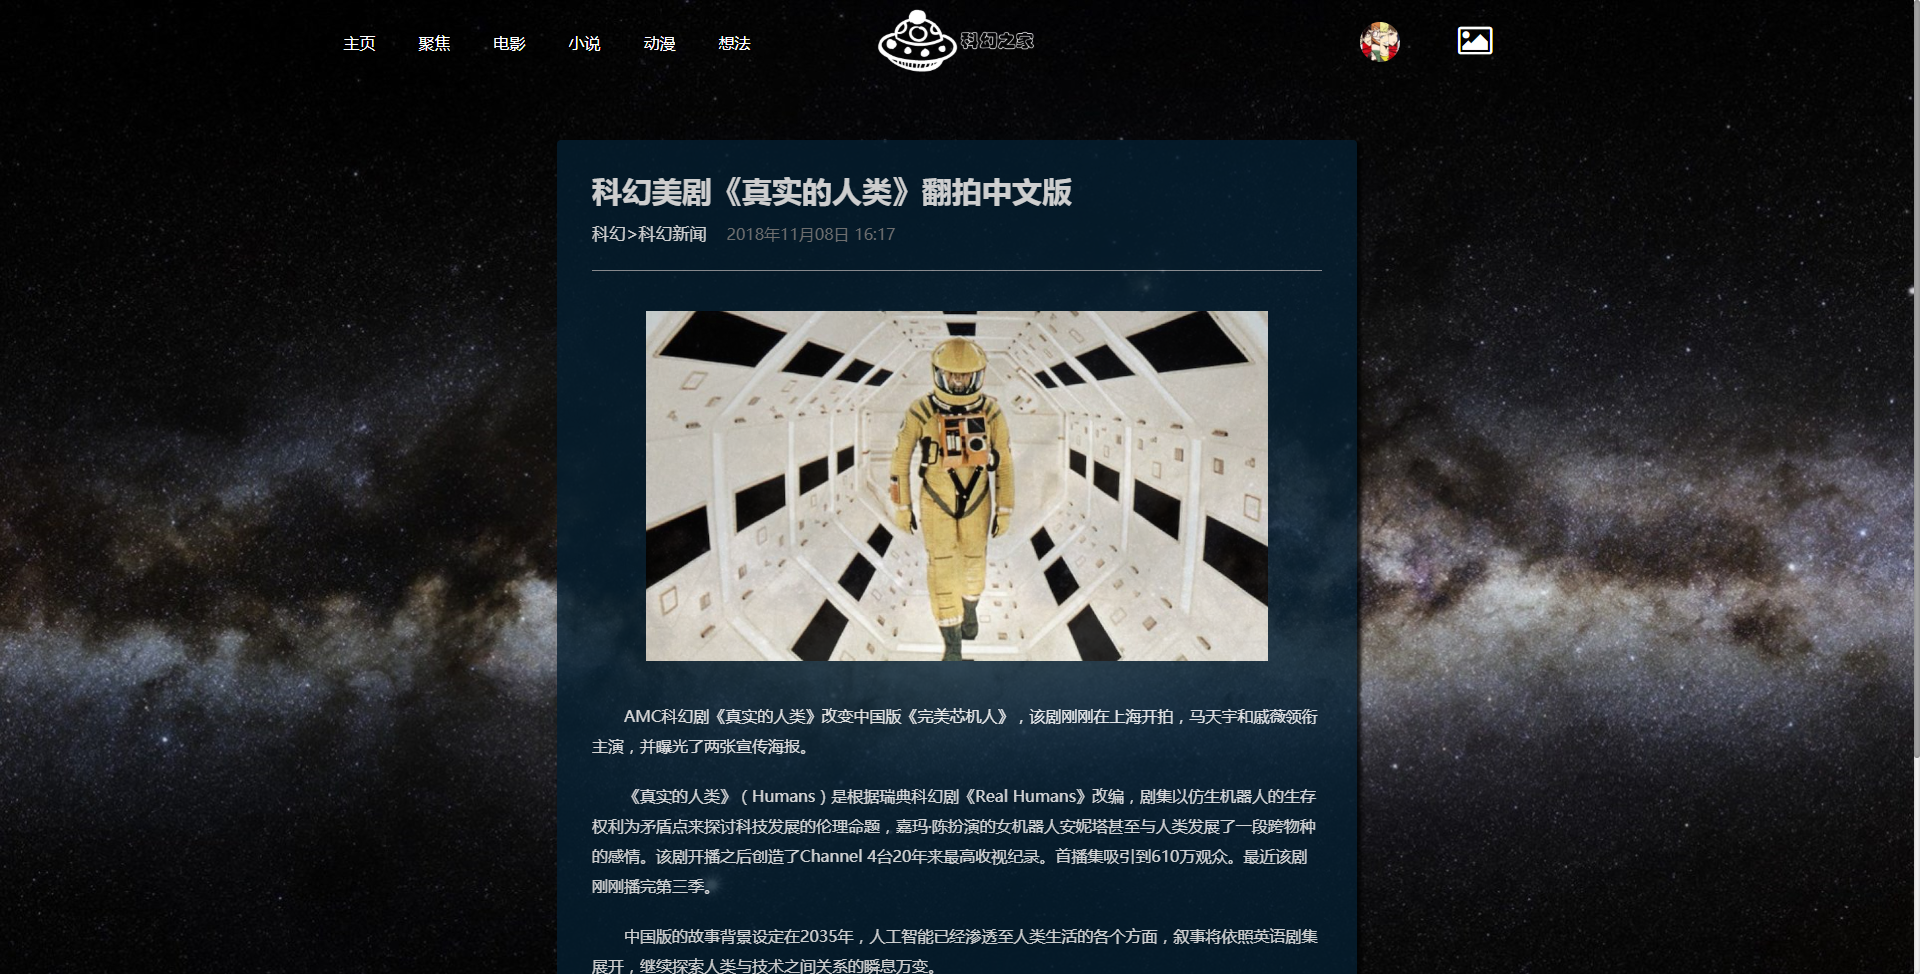 主页
聚焦
电影
小说
动漫
想法
科幻之家
科幻美剧《真实的人类》翻拍中文版
科幻>科幻新闻 2018年11月08日 16:17
AMC科幻剧《真实的人类》改变中国版《完美芯机人》，该剧刚刚在上海开拍，马天宇和戚薇领衔
主演，并曝光了两张宣传海报。
《真实的人类》（Humans）是根据瑞典科幻剧《Real Humans》改编，剧集以仿生机器人的生存
权利为矛盾点来探讨科技发展的伦理命题，嘉玛·陈扮演的女机器人安妮塔甚至与人类发展了一段跨物种
的感情。该剧开播之后创造了Channel 4台20年来最高收视纪录。首播集吸引到610万观众。最近该剧
刚刚播完第三季。
中国版的故事背景设定在2035年，人工智能已经渗透至人类生活的各个方面，叙事将依照英语剧集
展开，继续探索人类与技术之间关系的瞬息万变。